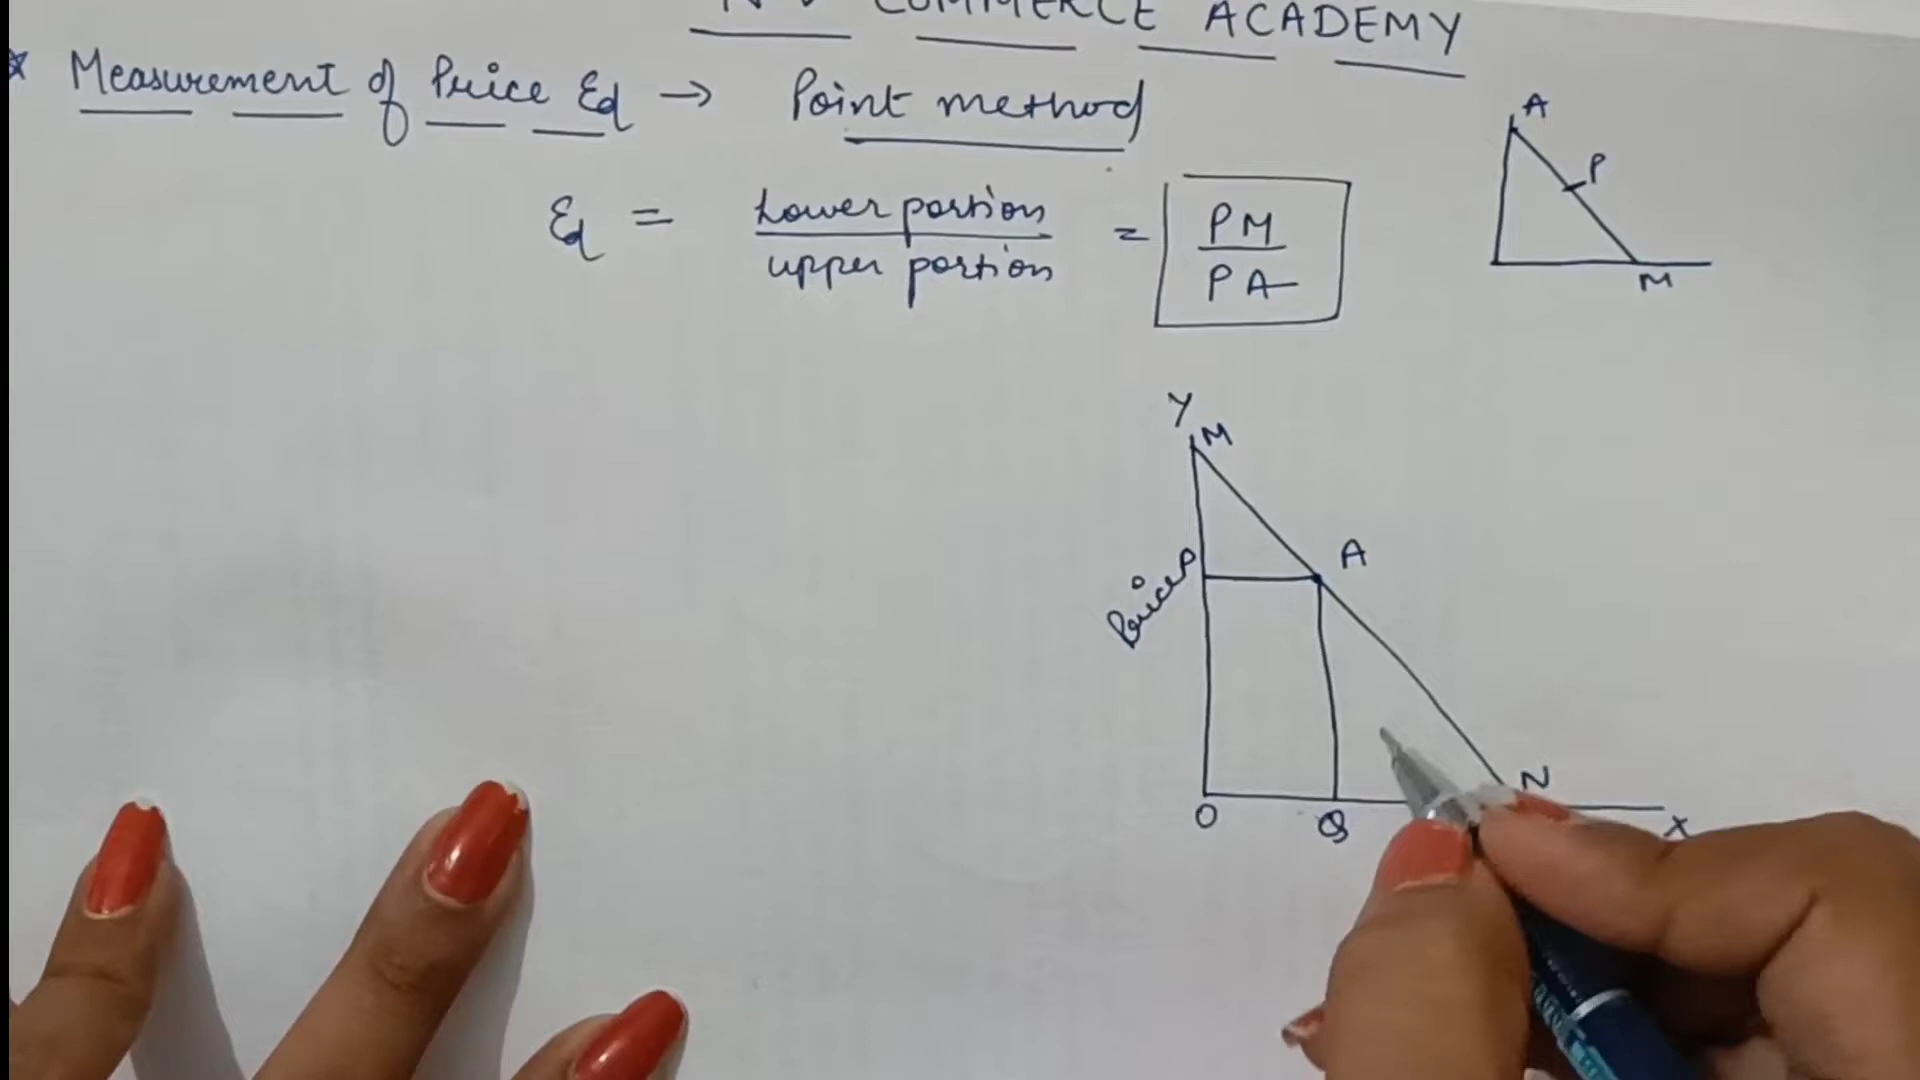 COMMERCE ACADEMY
* Measurement of Price Ed → Point method
Ed = Lower portion / upper portion = PM / PA
A
P
M
Y
M
A
Price P
N
O
Q
X